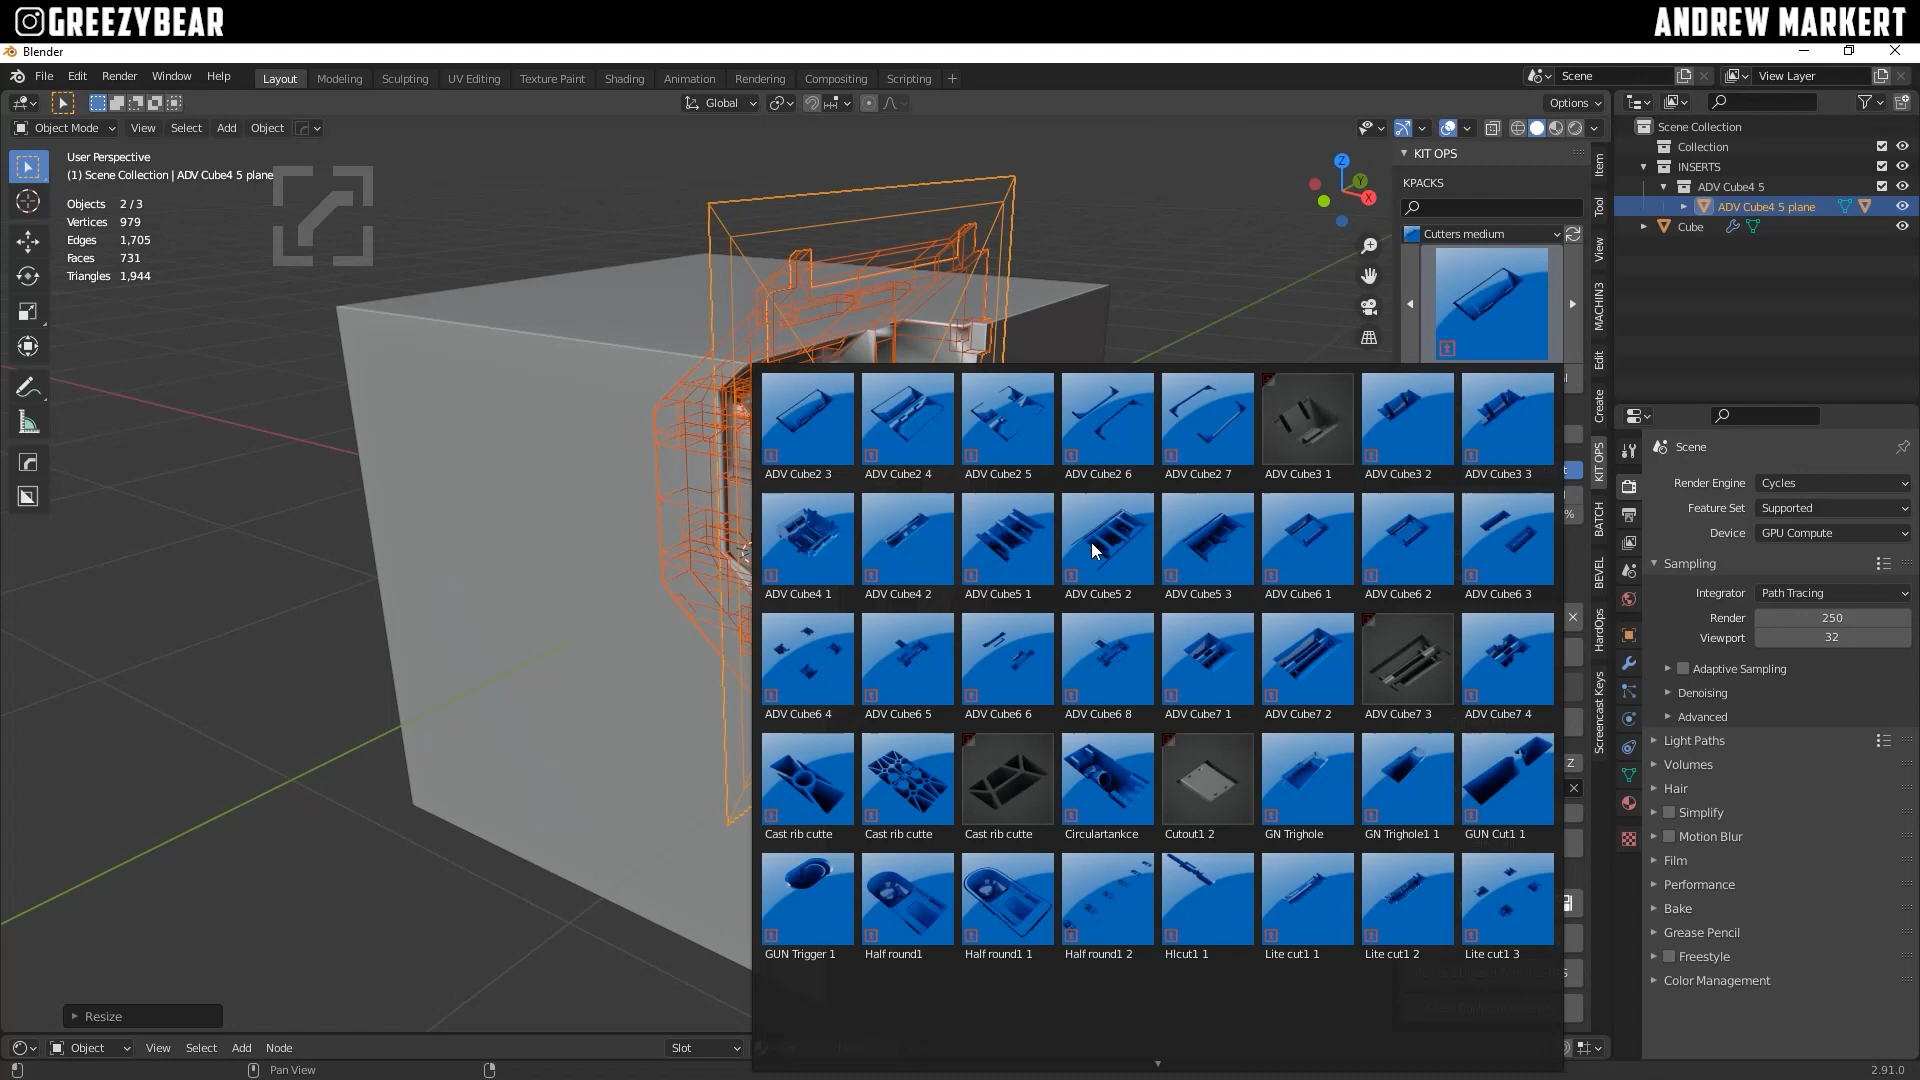 GREEZYBEAR
ANDREW MARKERT
Blender
File Edit Render Window Help
Layout Modeling Sculpting UV Editing Texture Paint Shading Animation Rendering Compositing Scripting
Scene
View Layer
Global
Options
Object Mode View Select Add Object
User Perspective
(1) Scene Collection | ADV Cube4 5 plane
Objects 2 / 3
Vertices 979
Edges 1,705
Faces 731
Triangles 1,944
Z
Y
X
KIT OPS
KPACKS
Cutters medium
Item
Tool
View
MACHIN3
Edit
Create
KIT OPS
BATCH
BEVEL
HardOps
Screencast Keys
%
Z
ADV Cube2 3
ADV Cube2 4
ADV Cube2 5
ADV Cube2 6
ADV Cube2 7
ADV Cube3 1
ADV Cube3 2
ADV Cube3 3
ADV Cube4 1
ADV Cube4 2
ADV Cube5 1
ADV Cube5 2
ADV Cube5 3
ADV Cube6 1
ADV Cube6 2
ADV Cube6 3
ADV Cube6 4
ADV Cube6 5
ADV Cube6 6
ADV Cube6 8
ADV Cube7 1
ADV Cube7 2
ADV Cube7 3
ADV Cube7 4
Cast rib cutte
Cast rib cutte
Cast rib cutte
Circulartankce
Cutout1 2
GN Trighole
GN Trighole1 1
GUN Cut1 1
GUN Trigger 1
Half round1
Half round1 1
Half round1 2
Hlcut1 1
Lite cut1 1
Lite cut1 2
Lite cut1 3
Scene Collection
Collection
INSERTS
ADV Cube4 5
ADV Cube4 5 plane
Cube
Scene
Render Engine Cycles
Feature Set Supported
Device GPU Compute
Sampling
Integrator Path Tracing
Render 250
Viewport 32
Adaptive Sampling
Denoising
Advanced
Light Paths
Volumes
Hair
Simplify
Motion Blur
Film
Performance
Bake
Grease Pencil
Freestyle
Color Management
Resize
Object View Select Add Node
Slot
Pan View
2.91.0